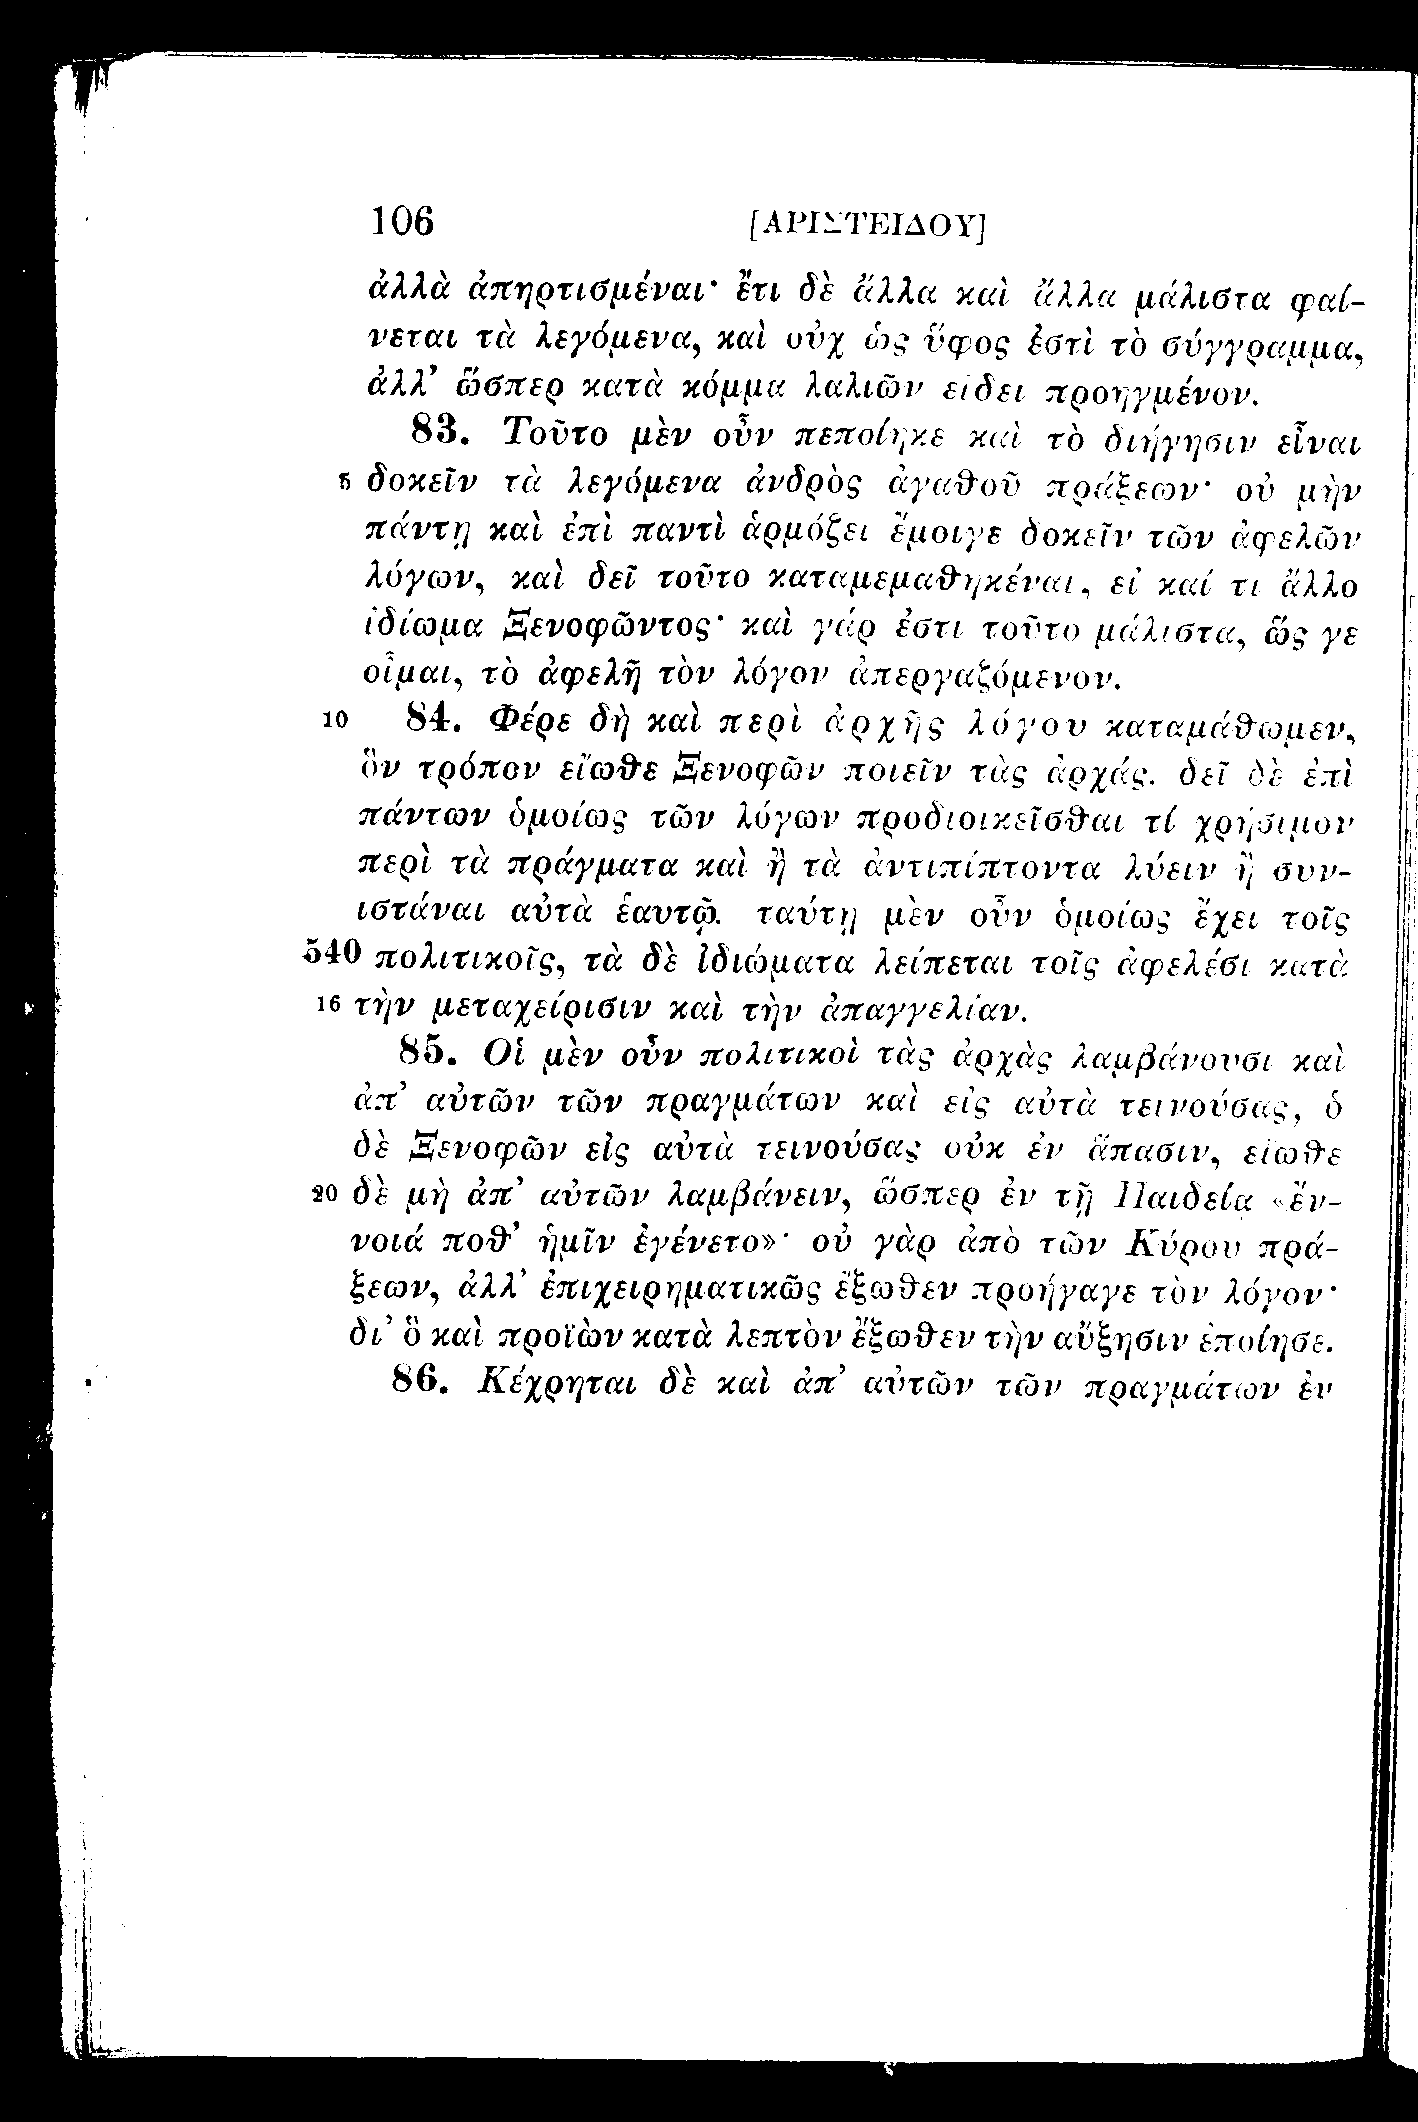 106 [ΑΡΙΣΤΕΙΔΟΥ]
ἀλλὰ ἀπηρτισμέναι· ἔτι δὲ ἄλλα καὶ ἄλλα μάλιστα φαί-
νεται τὰ λεγόμενα, καὶ οὐχ ὡς ὕφος ἐστὶ τὸ σύγγραμμα,
ἀλλ’ ὥσπερ κατὰ κόμμα λαλιῶν εἴδει προηγμένον.
83. Τοῦτο μὲν οὖν πεποίηκε καὶ τὸ διήγησιν εἶναι
5 δοκεῖν τὰ λεγόμενα ἀνδρὸς ἀγαθοῦ πράξεων· οὐ μὴν
πάντῃ καὶ ἐπὶ παντὶ ἁρμόζει ἔμοιγε δοκεῖν τῶν ἀφελῶν
λόγων, καὶ δεῖ τοῦτο καταμεμαθηκέναι, εἰ καί τι ἄλλο
ἰδίωμα Ξενοφῶντος· καὶ γάρ ἐστι τοῦτο μάλιστα, ὥς γε
οἶμαι, τὸ ἀφελῆ τὸν λόγον ἀπεργαζόμενον.
10 84. Φέρε δὴ καὶ περὶ ἀρχῆς λόγου καταμάθωμεν,
ὃν τρόπον εἴωθε Ξενοφῶν ποιεῖν τὰς ἀρχάς. δεῖ δὲ ἐπὶ
πάντων ὁμοίως τῶν λόγων προδιοικεῖσθαι τί χρήσιμον
περὶ τὰ πράγματα καὶ ἢ τὰ ἀντιπίπτοντα λύειν ἢ συν-
ιστάναι αὐτὰ ἑαυτῷ. ταύτῃ μὲν οὖν ὁμοίως ἔχει τοῖς
540 πολιτικοῖς, τὰ δὲ ἰδιώματα λείπεται τοῖς ἀφελέσι κατὰ
16 τὴν μεταχείρισιν καὶ τὴν ἀπαγγελίαν.
85. Οἱ μὲν οὖν πολιτικοὶ τὰς ἀρχὰς λαμβάνουσι καὶ
ἀπ’ αὐτῶν τῶν πραγμάτων καὶ εἰς αὐτὰ τεινούσας, ὁ
δὲ Ξενοφῶν εἰς αὐτὰ τεινούσας οὐκ ἐν ἅπασιν, εἴωθε
20 δὲ μὴ ἀπ’ αὐτῶν λαμβάνειν, ὥσπερ ἐν τῇ Παιδείᾳ «ἔν-
νοιά ποθ’ ἡμῖν ἐγένετο»· οὐ γὰρ ἀπὸ τῶν Κύρου πρά-
ξεων, ἀλλ’ ἐπιχειρηματικῶς ἔξωθεν προήγαγε τὸν λόγον·
δι’ ὃ καὶ προϊὼν κατὰ λεπτὸν ἔξωθεν τὴν αὔξησιν ἐποίησε.
86. Κέχρηται δὲ καὶ ἀπ’ αὐτῶν τῶν πραγμάτων ἐν